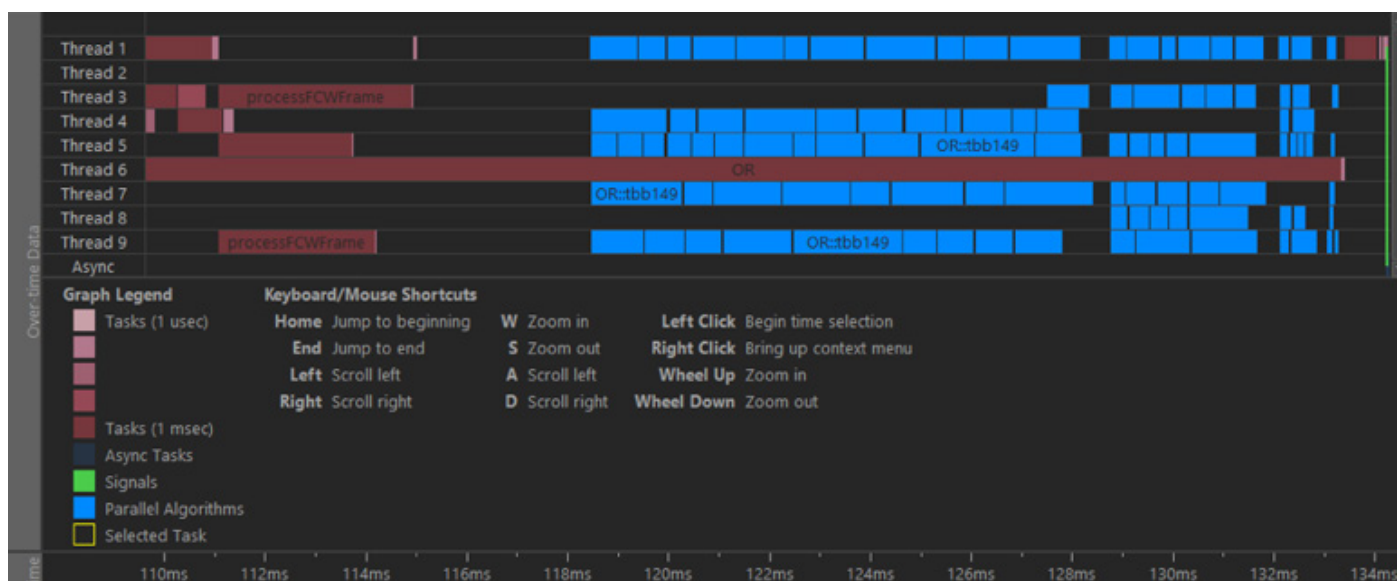 Thread 1
Thread 2
Thread 3 processFCWFrame
Thread 4
Thread 5 OR::tbb149
Thread 6 OR
Thread 7 OR::tbb149
Thread 8
Thread 9 processFCWFrame OR::tbb149
Async
Over-time Data
Graph Legend Keyboard/Mouse Shortcuts
Tasks (1 usec) Home Jump to beginning W Zoom in Left Click Begin time selection
End Jump to end S Zoom out Right Click Bring up context menu
Left Scroll left A Scroll left Wheel Up Zoom in
Right Scroll right D Scroll right Wheel Down Zoom out
Tasks (1 msec)
Async Tasks
Signals
Parallel Algorithms
Selected Task
110ms 112ms 114ms 116ms 118ms 120ms 122ms 124ms 126ms 128ms 130ms 132ms 134ms